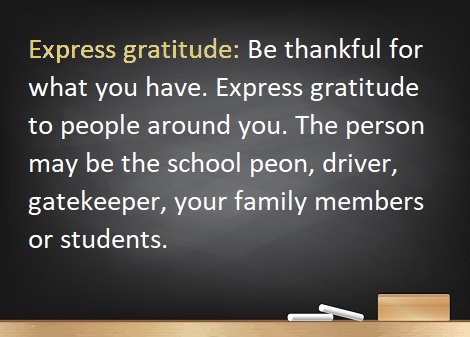 Express gratitude: Be thankful for
what you have. Express gratitude
to people around you. The person
may be the school peon, driver,
gatekeeper, your family members
or students.